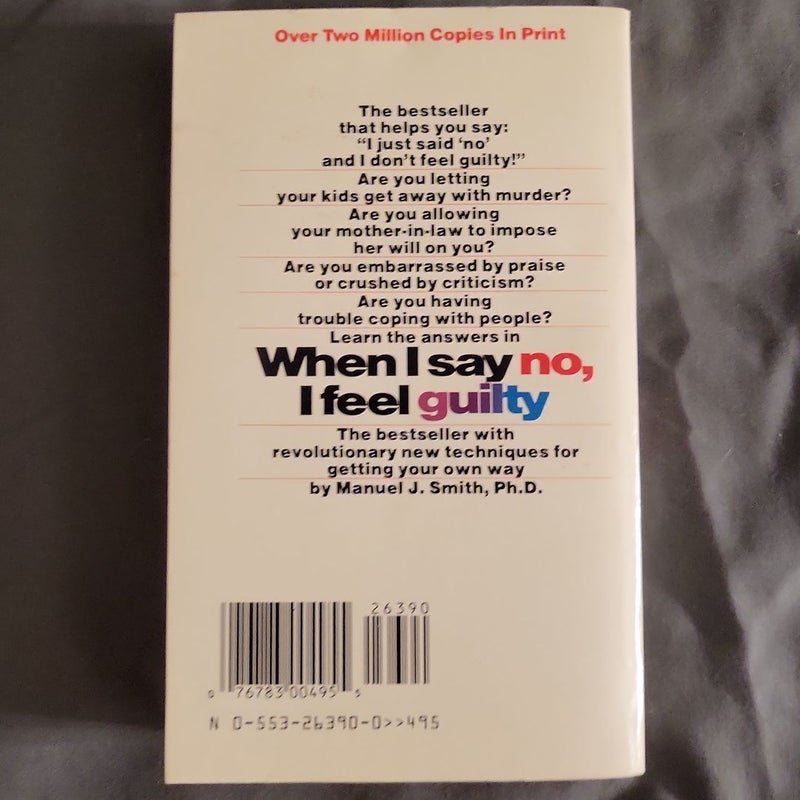 Over Two Million Copies In Print
The bestseller
that helps you say:
“I just said ‘no’
and I don’t feel guilty!”
Are you letting
your kids get away with murder?
Are you allowing
your mother-in-law to impose
her will on you?
Are you embarrassed by praise
or crushed by criticism?
Are you having
trouble coping with people?
Learn the answers in
When I say no,
I feel guilty
The bestseller with
revolutionary new techniques for
getting your own way
by Manuel J. Smith, Ph.D.
26390
0 76783 00495 5
N 0-553-26390-0>>495